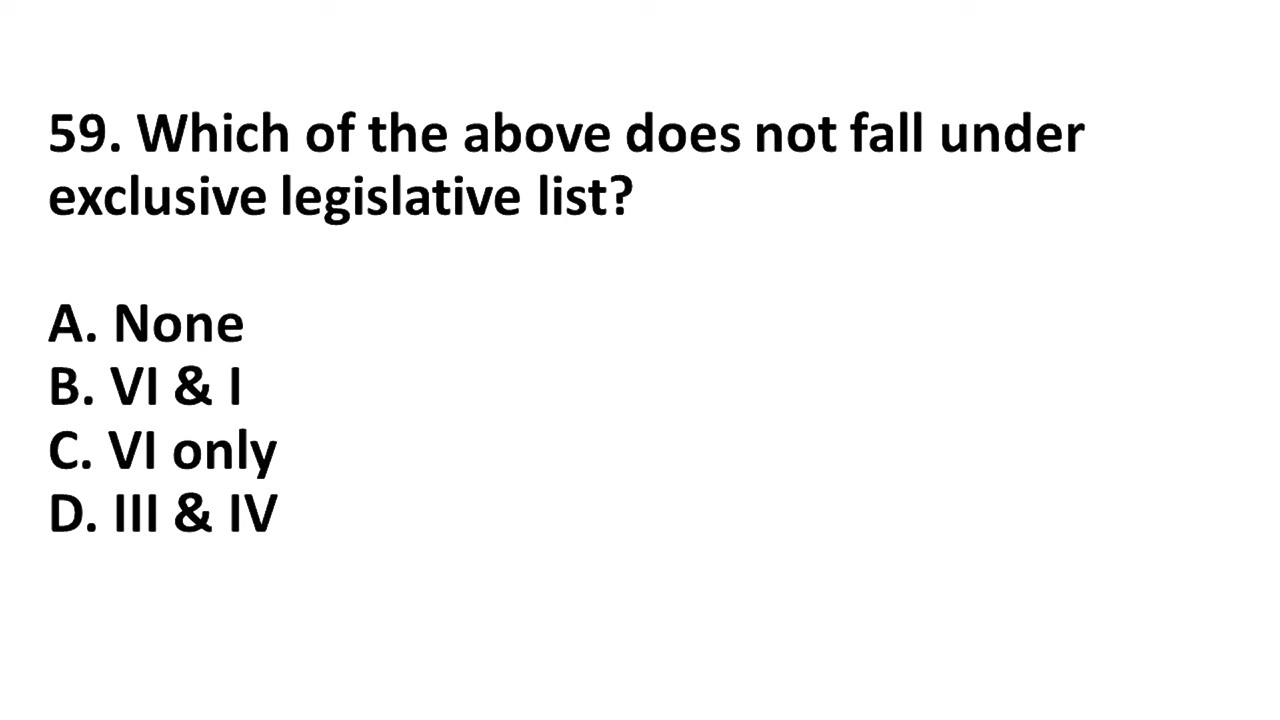 59. Which of the above does not fall under
exclusive legislative list?
A. None
B. VI & I
C. VI only
D. III & IV